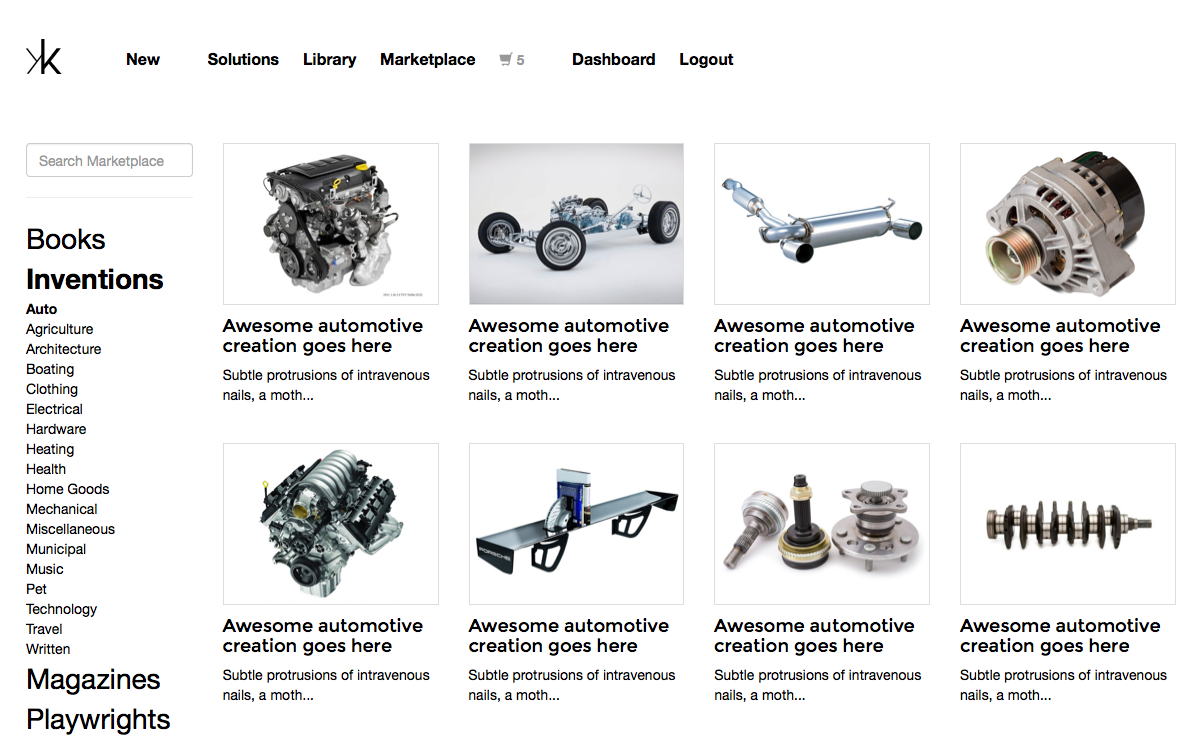 New Solutions Library Marketplace 5 Dashboard Logout
Search Marketplace
Books
Inventions
Auto
Agriculture
Architecture
Boating
Clothing
Electrical
Hardware
Heating
Health
Home Goods
Mechanical
Miscellaneous
Municipal
Music
Pet
Technology
Travel
Written
Magazines
Playwrights
Awesome automotive
creation goes here
Subtle protrusions of intravenous
nails, a moth...
Awesome automotive
creation goes here
Subtle protrusions of intravenous
nails, a moth...
Awesome automotive
creation goes here
Subtle protrusions of intravenous
nails, a moth...
Awesome automotive
creation goes here
Subtle protrusions of intravenous
nails, a moth...
Awesome automotive
creation goes here
Subtle protrusions of intravenous
nails, a moth...
PORSCHE
Awesome automotive
creation goes here
Subtle protrusions of intravenous
nails, a moth...
Awesome automotive
creation goes here
Subtle protrusions of intravenous
nails, a moth...
Awesome automotive
creation goes here
Subtle protrusions of intravenous
nails, a moth...